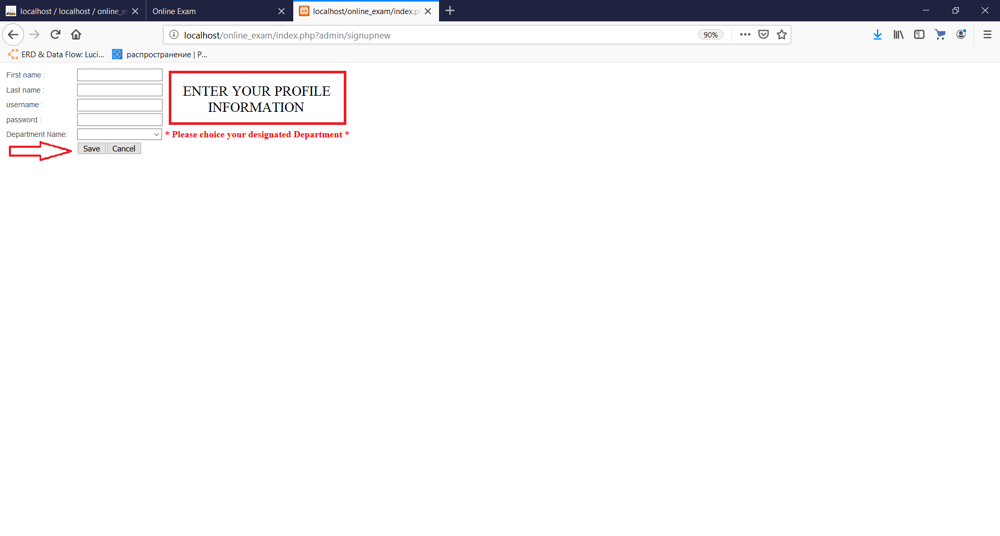 localhost / localhost / online_e
Online Exam
localhost/online_exam/index.p
localhost/online_exam/index.php?admin/signupnew
90%
ERD & Data Flow: Luci...
распространение | P...
First name :
Last name :
username :
password :
ENTER YOUR PROFILE
INFORMATION
Department Name:
* Please choice your designated Department *
Save Cancel